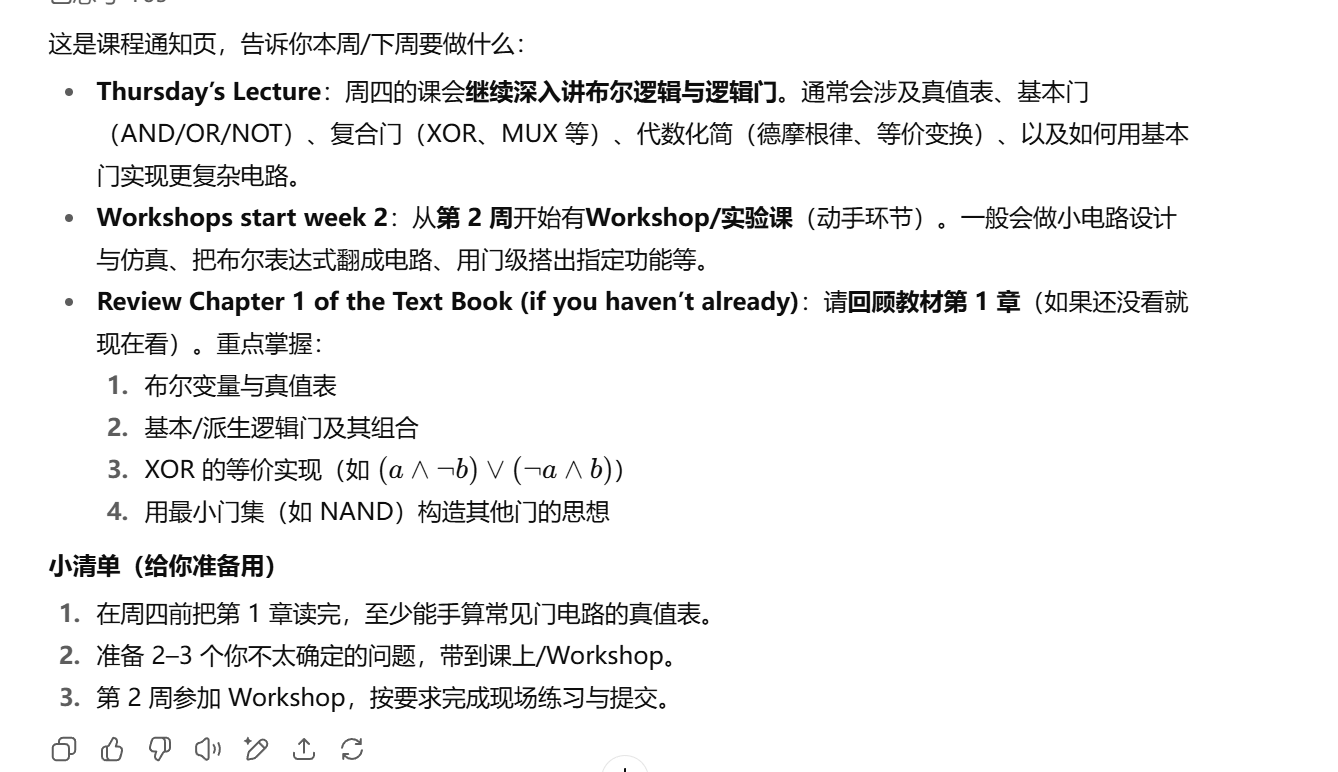 这是课程通知页，告诉你本周/下周要做什么：
• Thursday’s Lecture：周四的课会继续深入讲布尔逻辑与逻辑门。通常会涉及真值表、基本门
（AND/OR/NOT）、复合门（XOR、MUX 等）、代数化简（德摩根律、等价变换）、以及如何用基本
门实现更复杂电路。
• Workshops start week 2：从第 2 周开始有Workshop/实验课（动手环节）。一般会做小电路设计
与仿真、把布尔表达式翻成电路、用门级搭出指定功能等。
• Review Chapter 1 of the Text Book (if you haven’t already)：请回顾教材第 1 章（如果还没看就
现在看）。重点掌握：
1. 布尔变量与真值表
2. 基本/派生逻辑门及其组合
3. XOR 的等价实现（如 (a ∧ ¬b) ∨ (¬a ∧ b)）
4. 用最小门集（如 NAND）构造其他门的思想
小清单（给你准备用）
1. 在周四前把第 1 章读完，至少能手算常见门电路的真值表。
2. 准备 2–3 个你不太确定的问题，带到课上/Workshop。
3. 第 2 周参加 Workshop，按要求完成现场练习与提交。